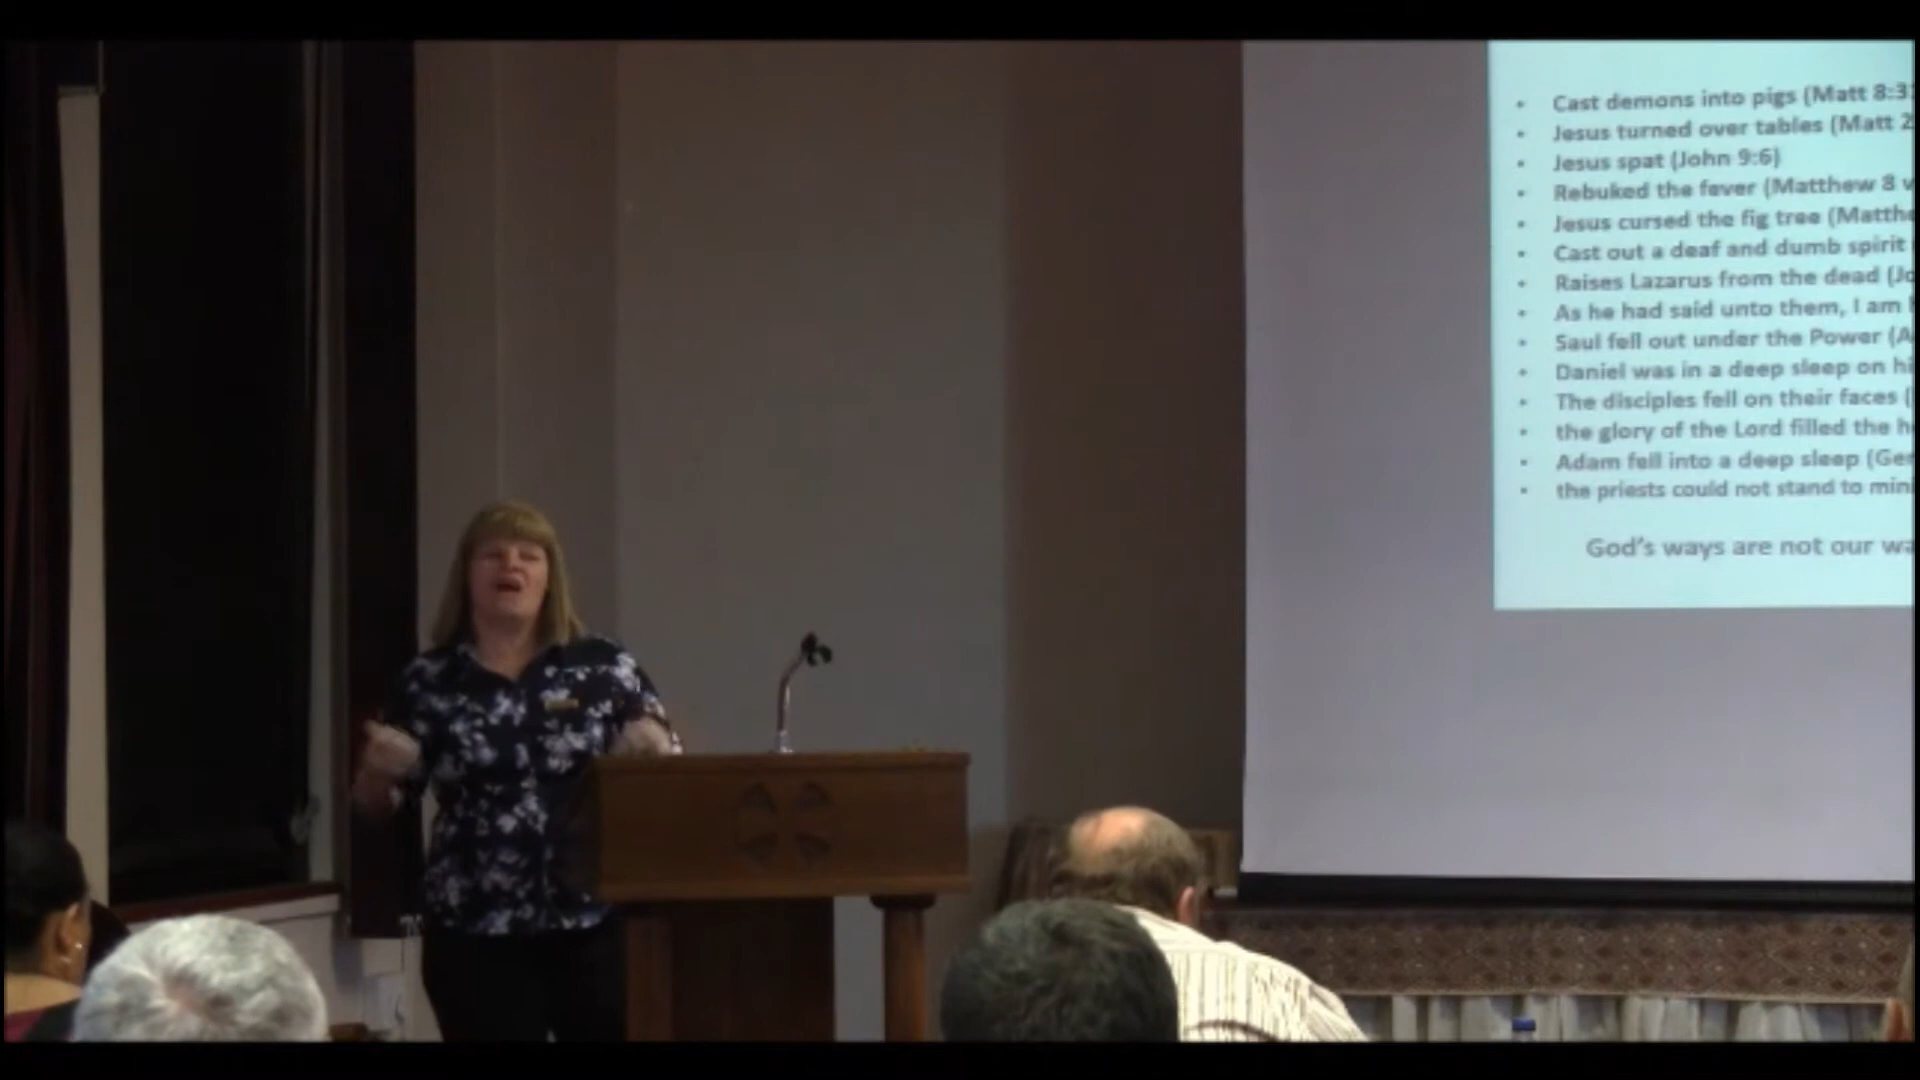 • Cast demons into pigs (Matt 8:3
• Jesus turned over tables (Matt 2
• Jesus spat (John 9:6)
• Rebuked the fever (Matthew 8 v
• Jesus cursed the fig tree (Matthe
• Cast out a deaf and dumb spirit
• Raises Lazarus from the dead (Jo
• As he had said unto them, I am
• Saul fell out under the Power (A
• Daniel was in a deep sleep on hi
• The disciples fell on their faces (
• the glory of the Lord filled the h
• Adam fell into a deep sleep (Gen
• the priests could not stand to min
God's ways are not our wa